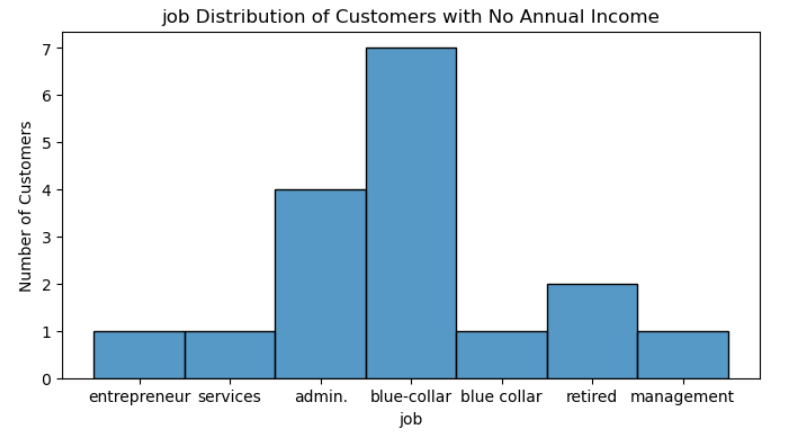 job Distribution of Customers with No Annual Income
Number of Customers
7
6
5
4
3
2
1
0
entrepreneur services admin. blue-collar blue collar retired management
job